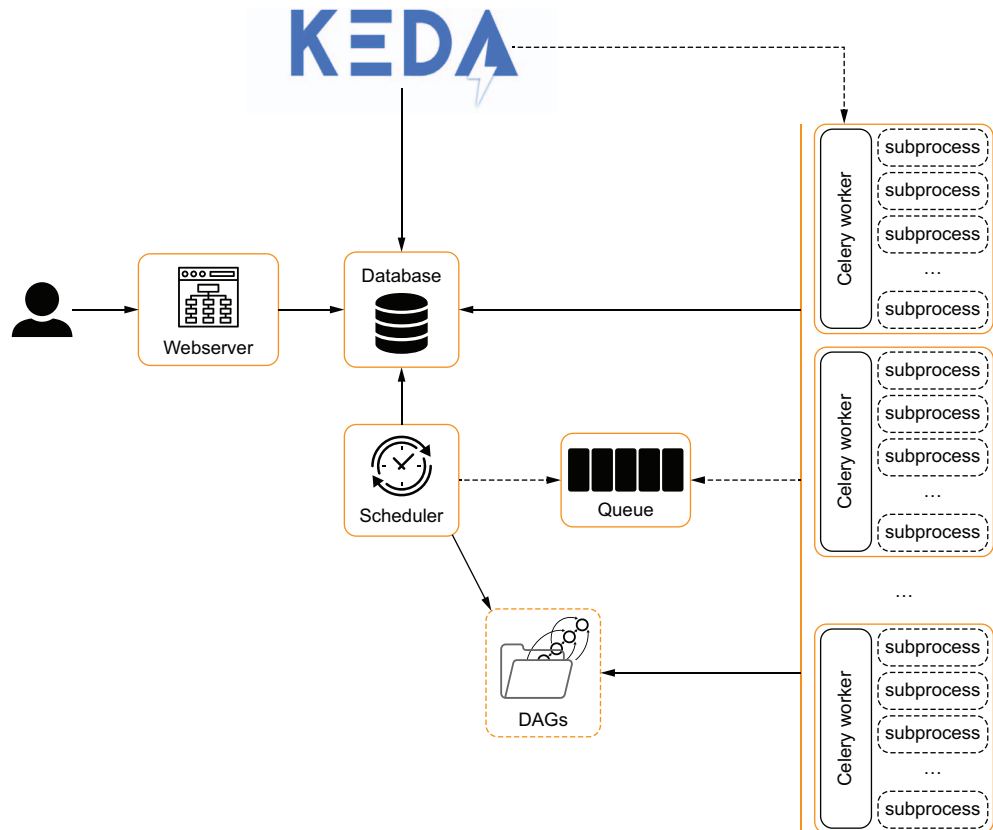 KEDA
Database
Webserver
Scheduler
Queue
DAGs
Celery worker
subprocess
subprocess
subprocess
...
subprocess
Celery worker
subprocess
subprocess
subprocess
...
subprocess
...
Celery worker
subprocess
subprocess
subprocess
...
subprocess